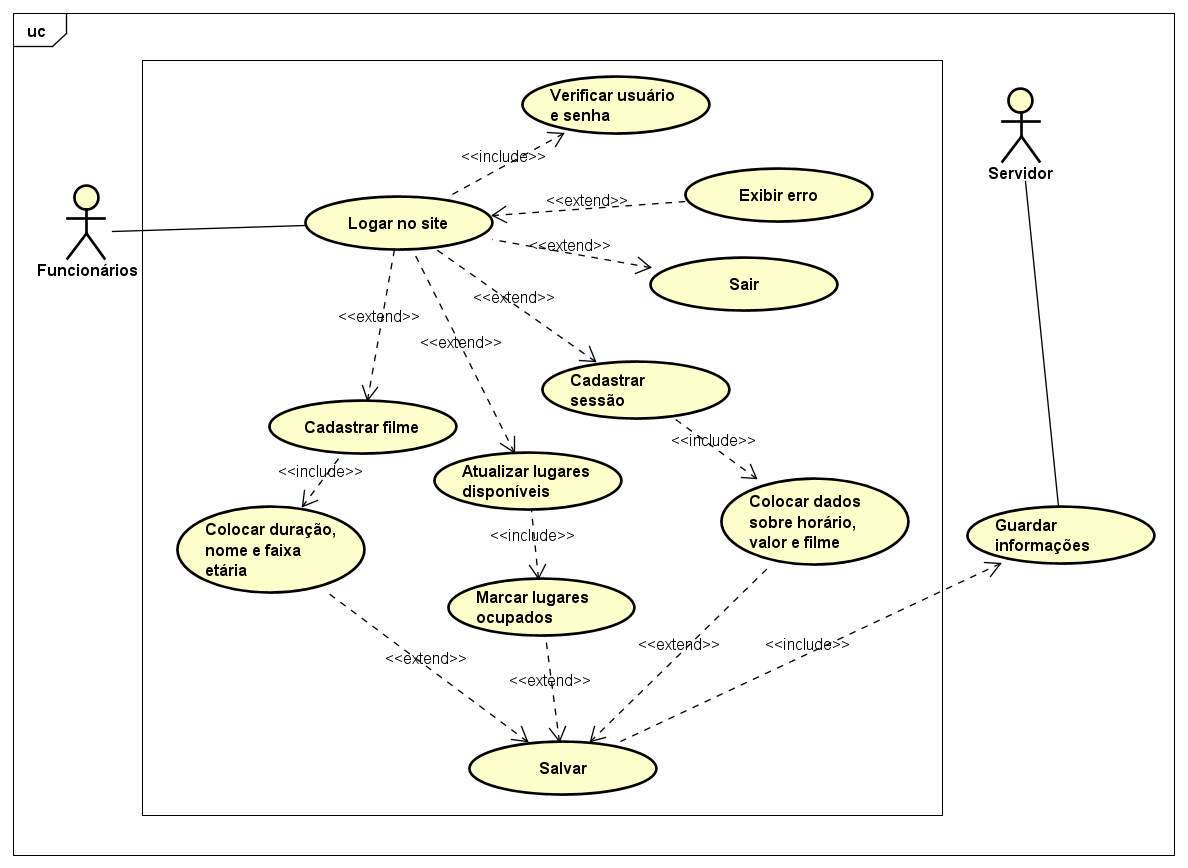 uc
Verificar usuário
e senha
<<include>>
Servidor
Exibir erro
<<extend>>
Logar no site
<<extend>>
Funcionários
Sair
<<extend>>
<<extend>>
<<extend>>
Cadastrar
sessão
Cadastrar filme
<<include>>
<<include>>
Atualizar lugares
disponíveis
Colocar dados
sobre horário,
valor e filme
Colocar duração,
nome e faixa
etária
<<include>>
Guardar
informações
Marcar lugares
ocupados
<<extend>>
<<include>>
<<extend>>
<<extend>>
Salvar